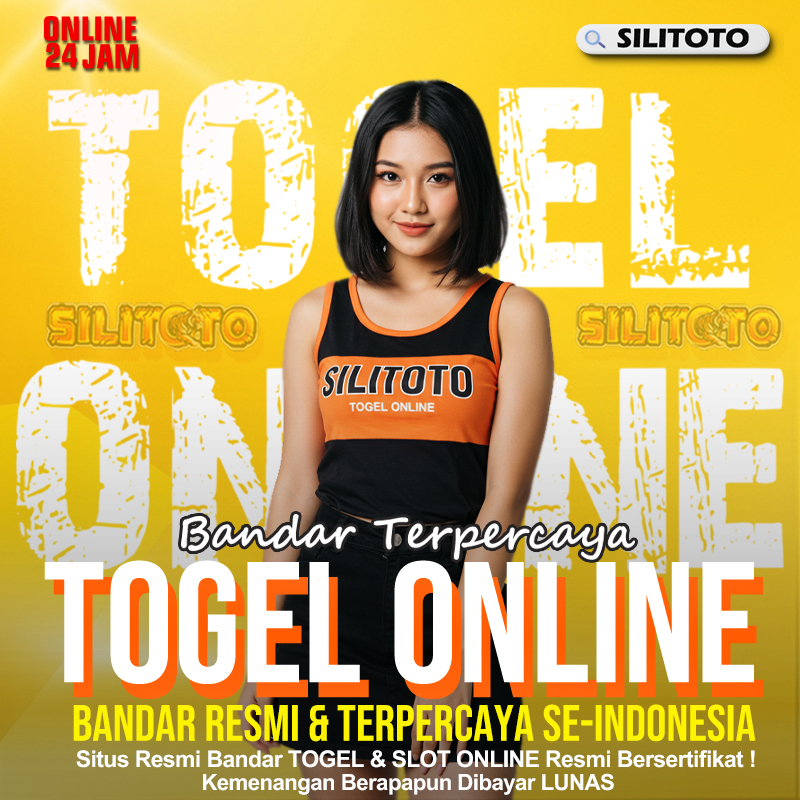 ONLINE
24 JAM
SILITOTO
TOGEL
SILITOTO
SILITOTO
ONLINE
SILITOTO
TOGEL ONLINE
Bandar Terpercaya
TOGEL ONLINE
BANDAR RESMI & TERPERCAYA SE-INDONESIA
Situs Resmi Bandar TOGEL & SLOT ONLINE Resmi Bersertifikat !
Kemenangan Berapapun Dibayar LUNAS